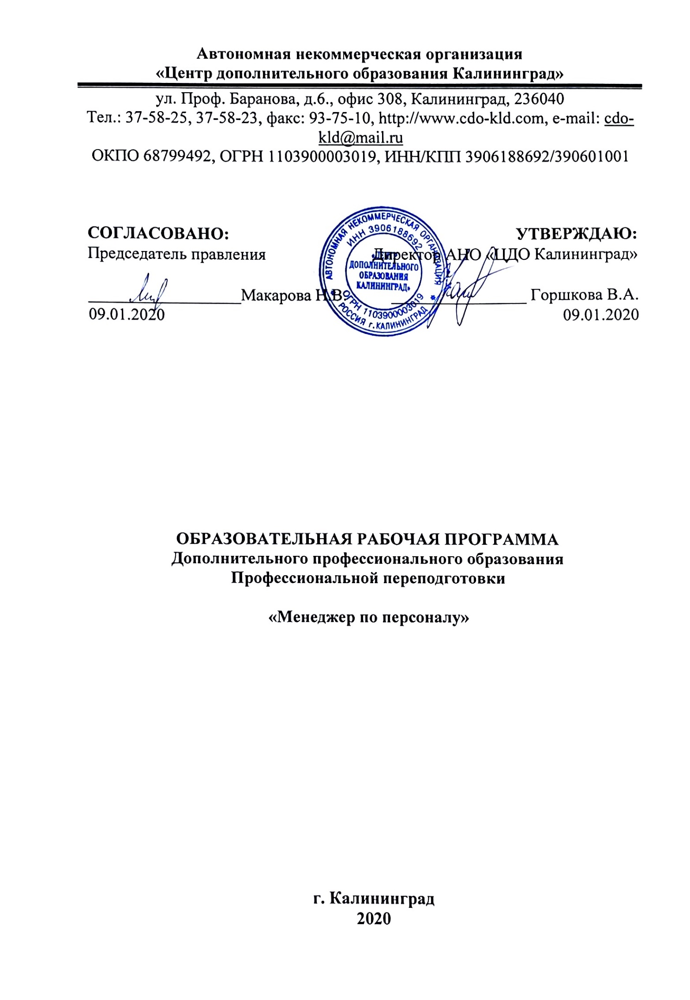 Автономная некоммерческая организация
«Центр дополнительного образования Калининград»
ул. Проф. Баранова, д.6., офис 308, Калининград, 236040
Тел.: 37-58-25, 37-58-23, факс: 93-75-10, http://www.cdo-kld.com, e-mail: cdo-
kld@mail.ru
ОКПО 68799492, ОГРН 1103900003019, ИНН/КПП 3906188692/390601001
СОГЛАСОВАНО: УТВЕРЖДАЮ:
Председатель правления Директор АНО «ЦДО Калининград»
Макарова Н.В. Горшкова В.А.
09.01.2020 09.01.2020
АВТОНОМНАЯ НЕКОММЕРЧЕСКАЯ ОРГАНИЗАЦИЯ
ИНН 3906188692
«ЦЕНТР
ДОПОЛНИТЕЛЬНОГО
ОБРАЗОВАНИЯ
КАЛИНИНГРАД»
ОГРН 1103900003019
РОССИЯ г.КАЛИНИНГРАД
ОБРАЗОВАТЕЛЬНАЯ РАБОЧАЯ ПРОГРАММА
Дополнительного профессионального образования
Профессиональной переподготовки
«Менеджер по персоналу»
г. Калининград
2020